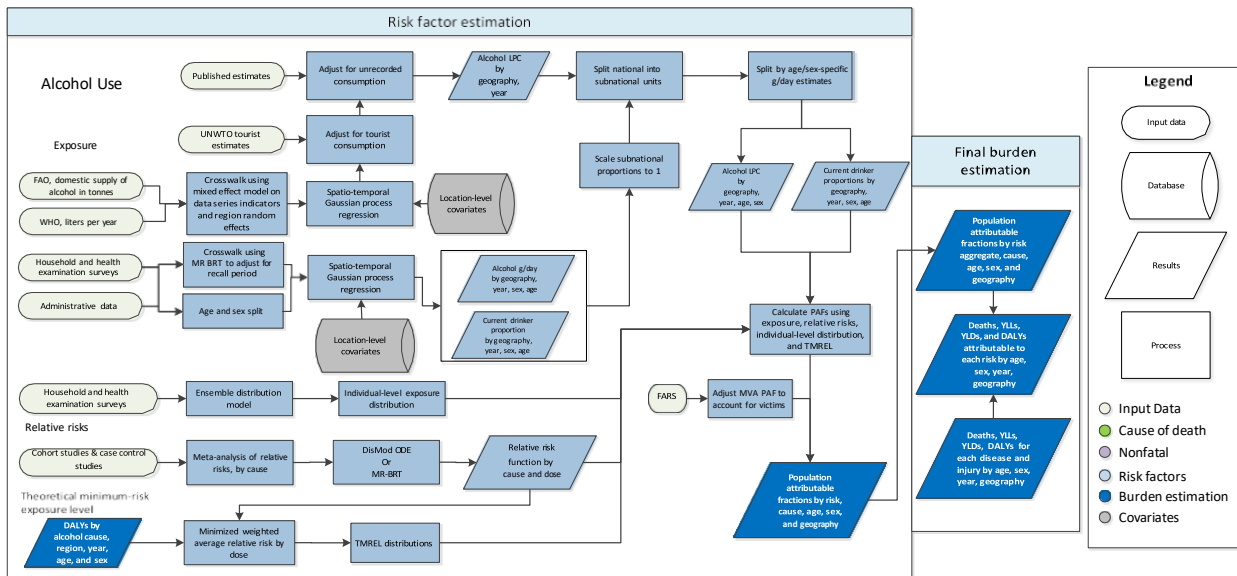 Risk factor estimation
Alcohol Use
Published estimates
Adjust for unrecorded
consumption
Alcohol LPC
by
geography,
year
Split national into
subnational units
Split by age/sex-specific
g/day estimates
UNWTO tourist
estimates
Adjust for tourist
consumption
Exposure
Scale subnational
proportions to 1
FAO, domestic supply of
alcohol in tonnes
WHO, liters per year
Crosswalk using
mixed effect model on
data series indicators
and region random
effects
Spatio-temporal
Gaussian process
regression
Location-level
covariates
Alcohol LPC
by
geography,
year, age, sex
Current drinker
proportions by
geography,
year, sex, age
Household and health
examination surveys
Administrative data
Crosswalk using
MR BRT to adjust for
recall period
Age and sex split
Spatio-temporal
Gaussian process
regression
Location-level
covariates
Alcohol g/day
by geography,
year, sex, age
Current drinker
proportion
by geography,
year, sex, age
Calculate PAFs using
exposure, relative risks,
individual-level distirbution,
and TMREL
Household and health
examination surveys
Ensemble distribution
model
Individual-level exposure
distribution
FARS
Adjust MVA PAF to
account for victims
Relative risks
Cohort studies & case control
studies
Meta-analysis of
relative risks, by cause
DisMod ODE
Or
MR-BRT
Relative risk
function by
cause and dose
Population
attributable
fractions by risk,
cause, age, sex,
and geography
Theoretical minimum-risk
exposure level
DALYs by
alcohol cause,
region, year,
age, and sex
Minimized weighted
average relative risk by
dose
TMREL distributions
Final burden
estimation
Population
attributable
fractions by risk
aggregate, cause,
age, sex, and
geography
Deaths, YLLs,
YLDs, and DALYs
attributable to
each risk by age,
sex, year,
geography
Deaths, YLLs,
YLDs, DALYs for
each disease and
injury by age, sex,
year, geography
Legend
Input data
Database
Results
Process
Input Data
Cause of death
Nonfatal
Risk factors
Burden estimation
Covariates